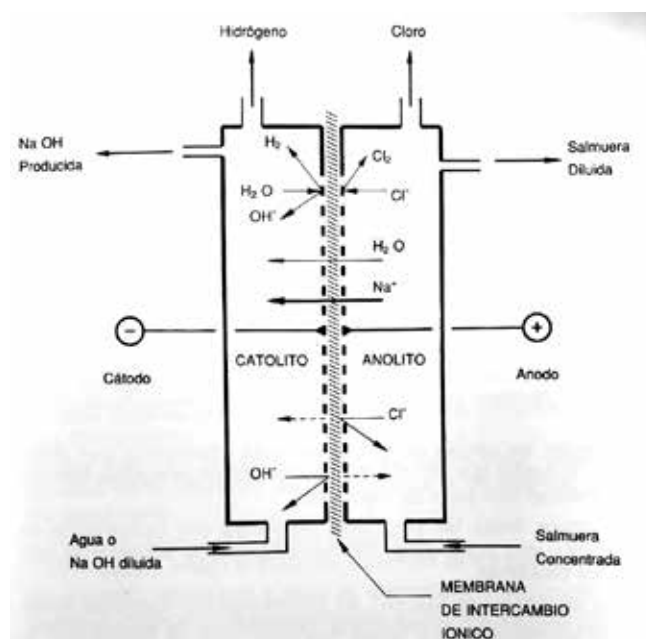 Hidrógeno
Cloro
Na OH
Producida
Salmuera
Diluida
H₂
Cl₂
H₂ O
Cl⁻
OH⁻
H₂ O
Na⁺
−
+
CATOLITO
ANOLITO
Cátodo
Anodo
Cl⁻
OH⁻
Agua o
Na OH diluida
Salmuera
Concentrada
MEMBRANA
DE INTERCAMBIO
IONICO